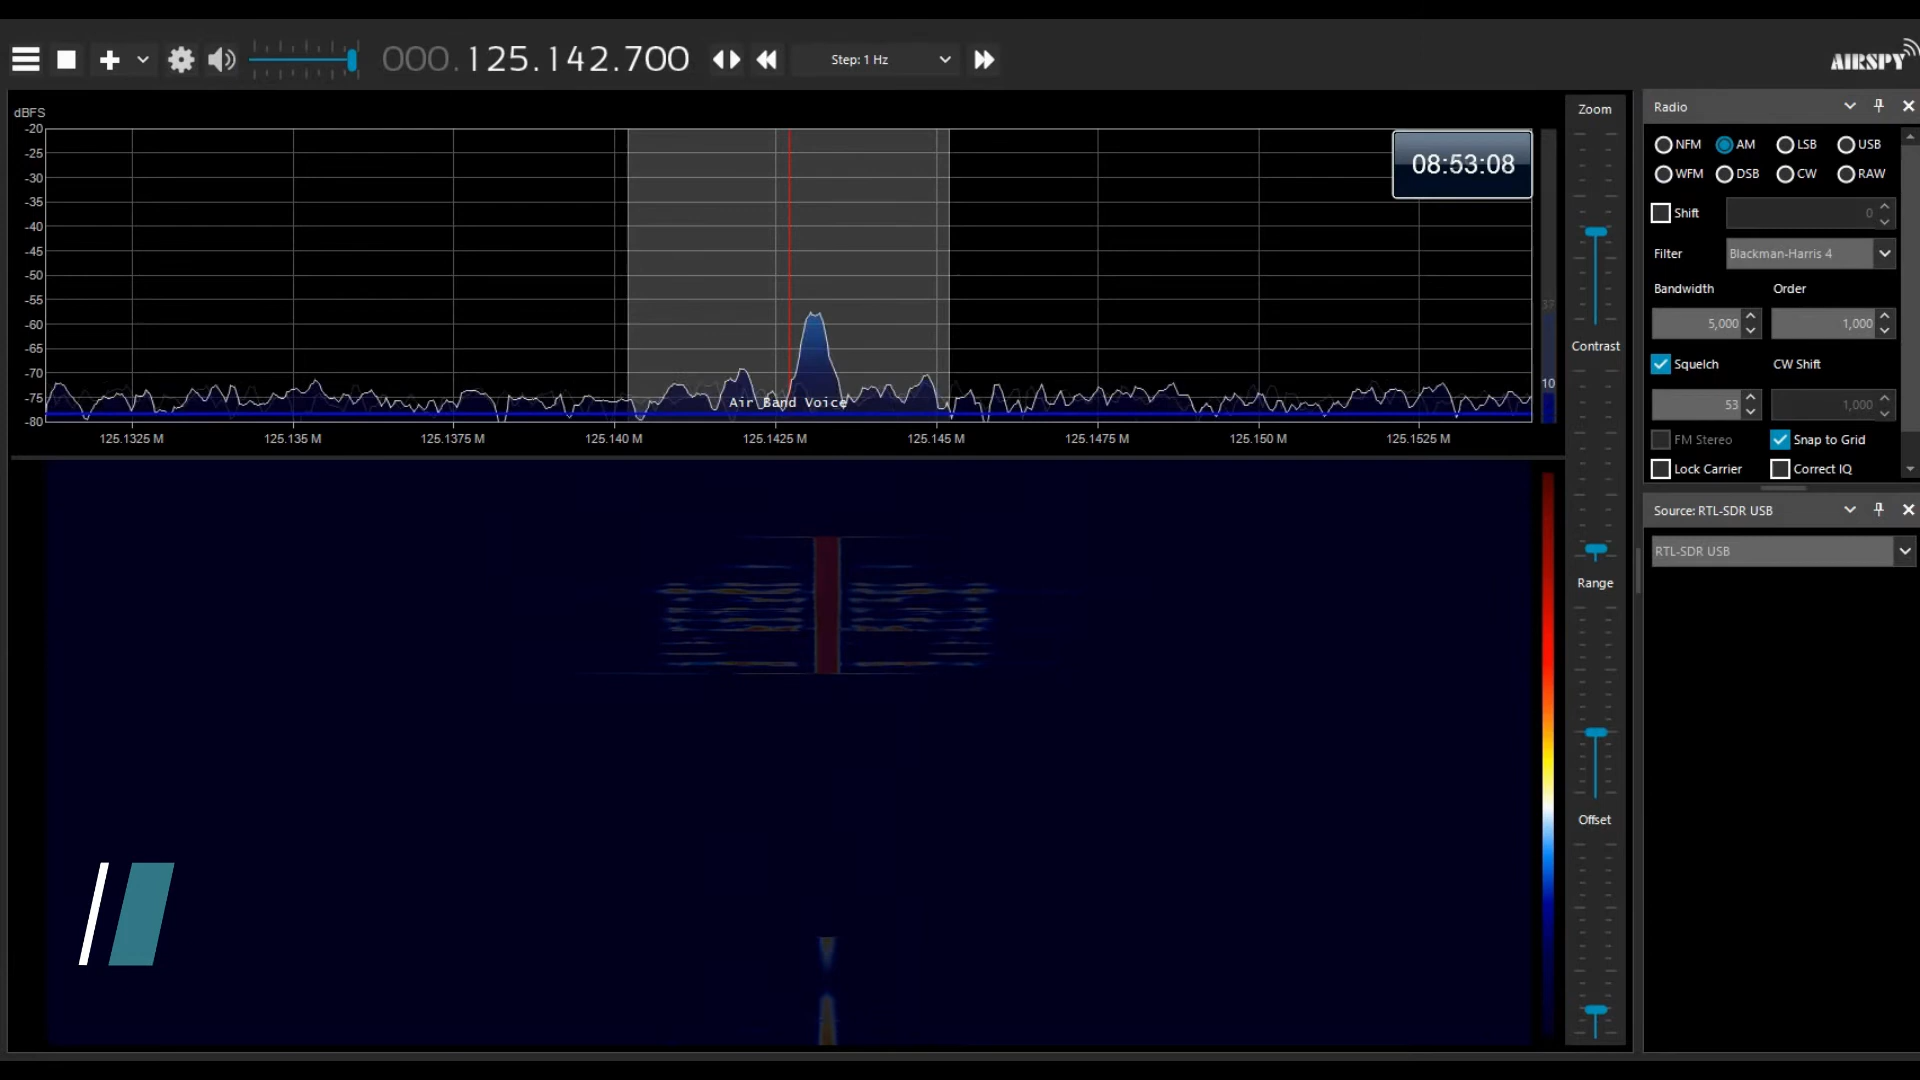 000.125.142.700
Step: 1 Hz
AIRSPY
dBFS
-20
-25
-30
-35
-40
-45
-50
-55
-60
-65
-70
-75
-80
08:53:08
10
Air Band Voice
125.1325 M 125.135 M 125.1375 M 125.140 M 125.1425 M 125.145 M 125.1475 M 125.150 M 125.1525 M
Zoom
Contrast
Range
Offset
Radio
NFM AM LSB USB
WFM DSB CW RAW
Shift 0
Filter Blackman-Harris 4
Bandwidth Order
5,000 1,000
Squelch CW Shift
53 1,000
FM Stereo Snap to Grid
Lock Carrier Correct IQ
Source: RTL-SDR USB
RTL-SDR USB